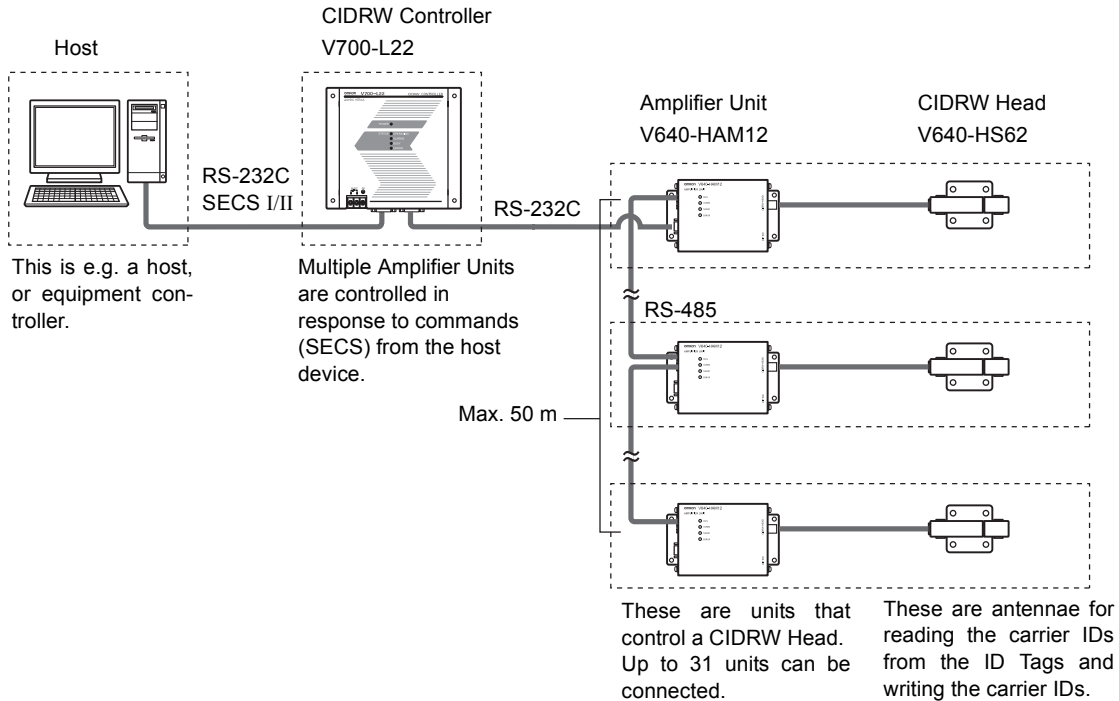 CIDRW Controller
V700-L22
Host
Amplifier Unit
V640-HAM12
CIDRW Head
V640-HS62
RS-232C
SECS I/II
RS-232C
This is e.g. a host,
or equipment con-
troller.
Multiple Amplifier Units
are controlled in
response to commands
(SECS) from the host
device.
RS-485
Max. 50 m
These are units that
control a CIDRW Head.
Up to 31 units can be
connected.
These are antennae for
reading the carrier IDs
from the ID Tags and
writing the carrier IDs.